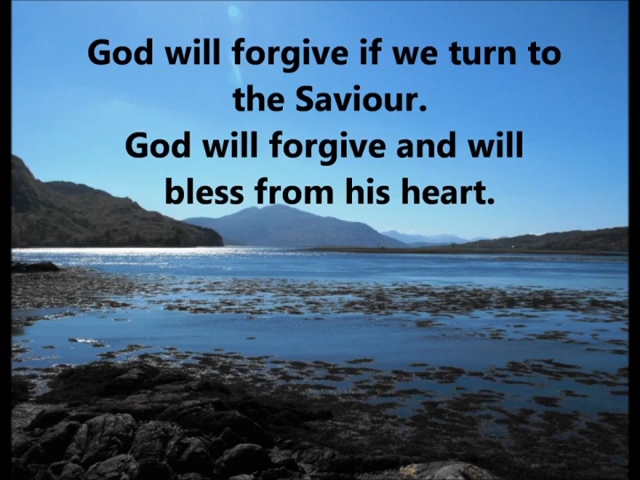 God will forgive if we turn to
the Saviour.
God will forgive and will
bless from his heart.